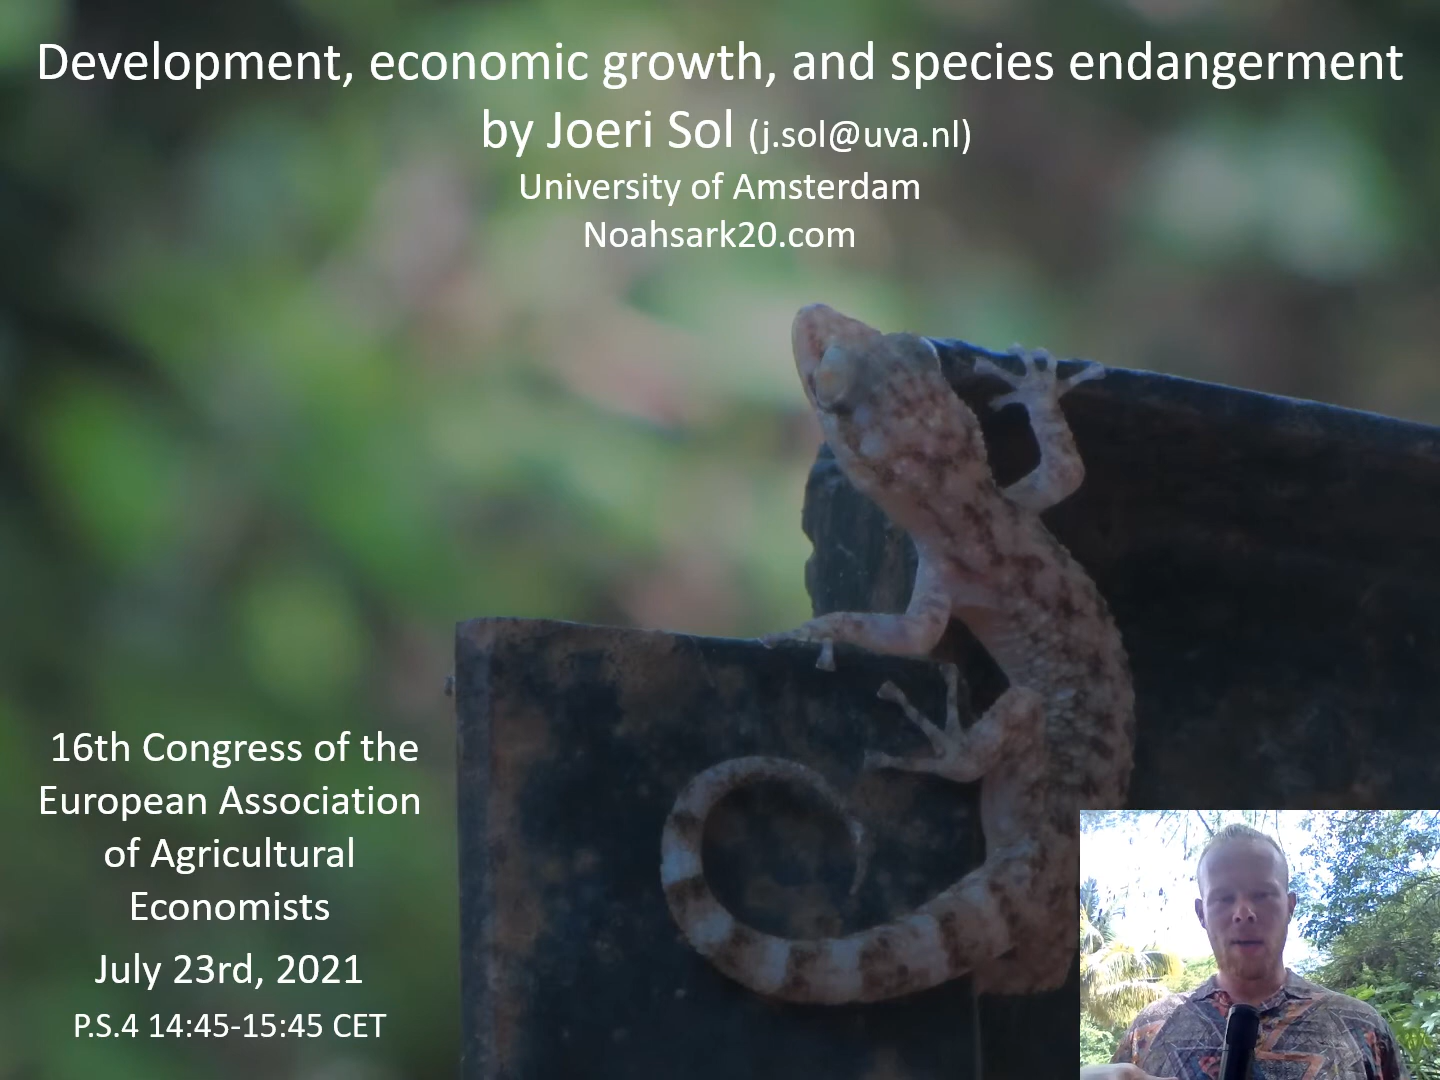 Development, economic growth, and species endangerment
by Joeri Sol (j.sol@uva.nl)
University of Amsterdam
Noahsark20.com
16th Congress of the
European Association
of Agricultural
Economists
July 23rd, 2021
P.S.4 14:45-15:45 CET